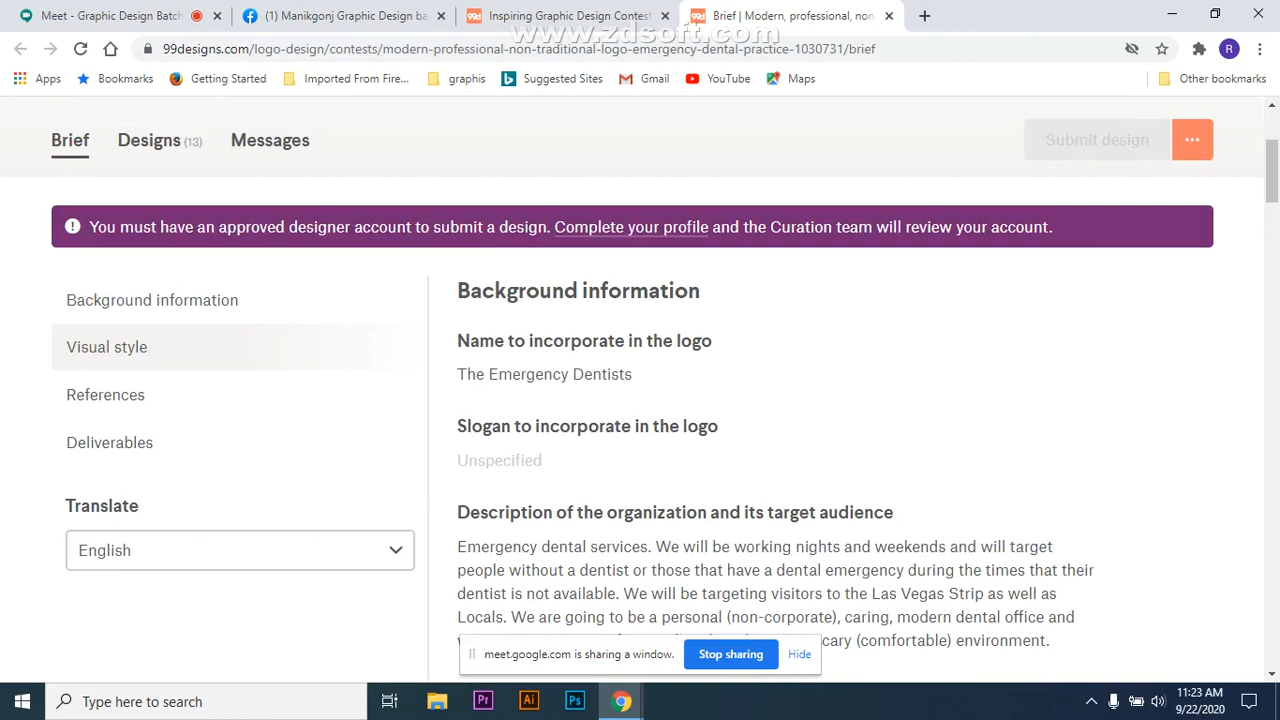 Meet - Graphic Design Batch
(1) Manikgonj Graphic Design b
Inspiring Graphic Design Contest
Brief | Modern, professional, non
www.zdsoft.com
99designs.com/logo-design/contests/modern-professional-non-traditional-logo-emergency-dental-practice-1030731/brief
R
Apps
Bookmarks
Getting Started
Imported From Fire...
graphis
Suggested Sites
Gmail
YouTube
Maps
Other bookmarks
Brief
Designs (13)
Messages
Submit design
You must have an approved designer account to submit a design. Complete your profile and the Curation team will review your account.
Background information
Visual style
References
Deliverables
Translate
English
Background information
Name to incorporate in the logo
The Emergency Dentists
Slogan to incorporate in the logo
Unspecified
Description of the organization and its target audience
Emergency dental services. We will be working nights and weekends and will target
people without a dentist or those that have a dental emergency during the times that their
dentist is not available. We will be targeting visitors to the Las Vegas Strip as well as
Locals. We are going to be a personal (non-corporate), caring, modern dental office and
(comfortable) environment.
meet.google.com is sharing a window.
Stop sharing
Hide
Type here to search
Pr
Ai
Ps
11:23 AM
9/22/2020